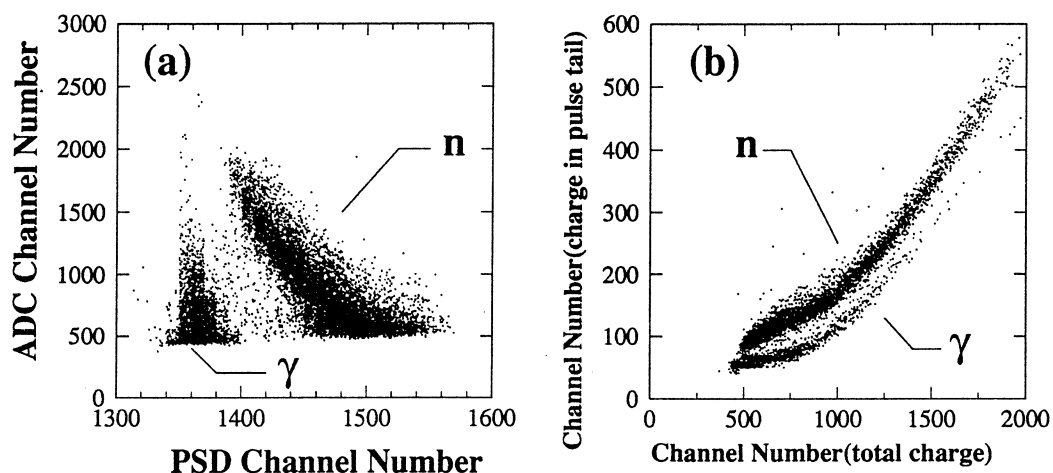 (a)
ADC Channel Number
3000
2500
2000
1500
1000
500
0
n
γ
1300
1400
1500
1600
PSD Channel Number
(b)
Channel Number(charge in pulse tail)
600
500
400
300
200
100
0
n
γ
0
500
1000
1500
2000
Channel Number(total charge)